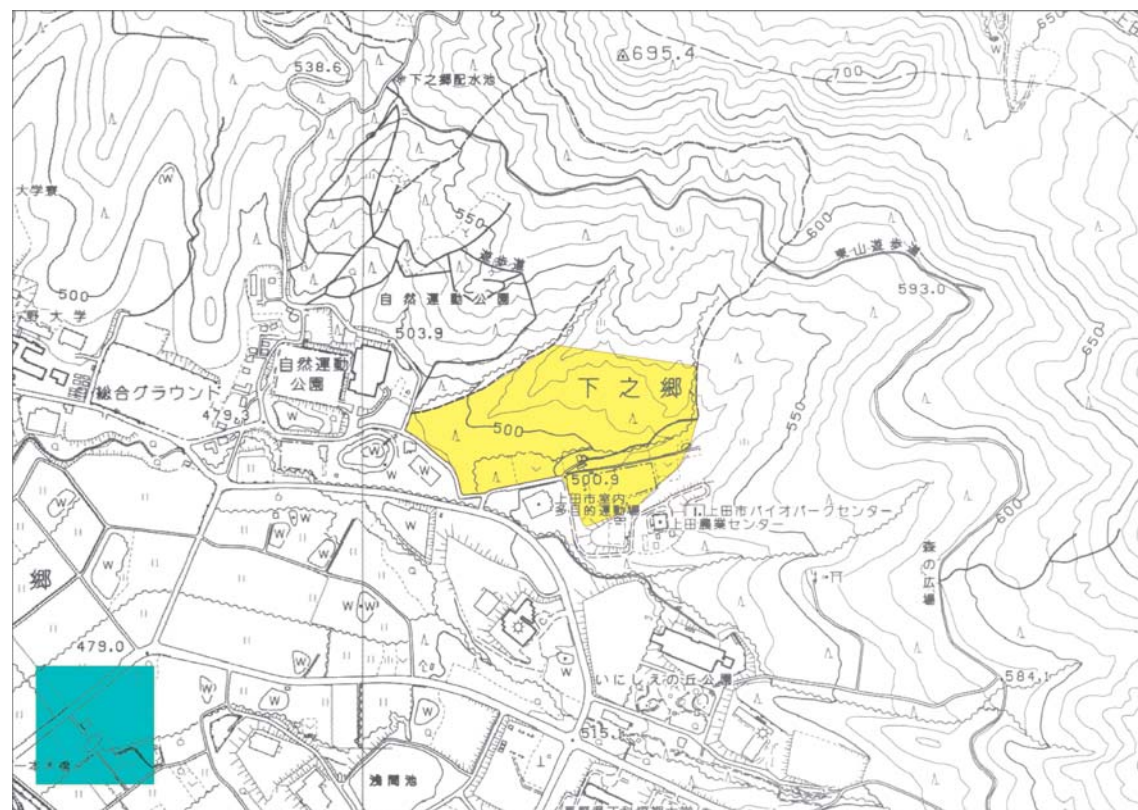 695.4
650
538.6
下之郷配水池
700
大学寮
550
遊歩道
600
東山遊歩道
593.0
500
野大学
自然運動公園
503.9
650
自然運動
公園
総合グラウンド
479.3
下之郷
500
550
500.9
上田市室内
多目的運動場
上田市バイオパークセンター
上田農業センター
600
森の広場
郷
479.0
いにしえの丘公園
584.1
515.
浅間池